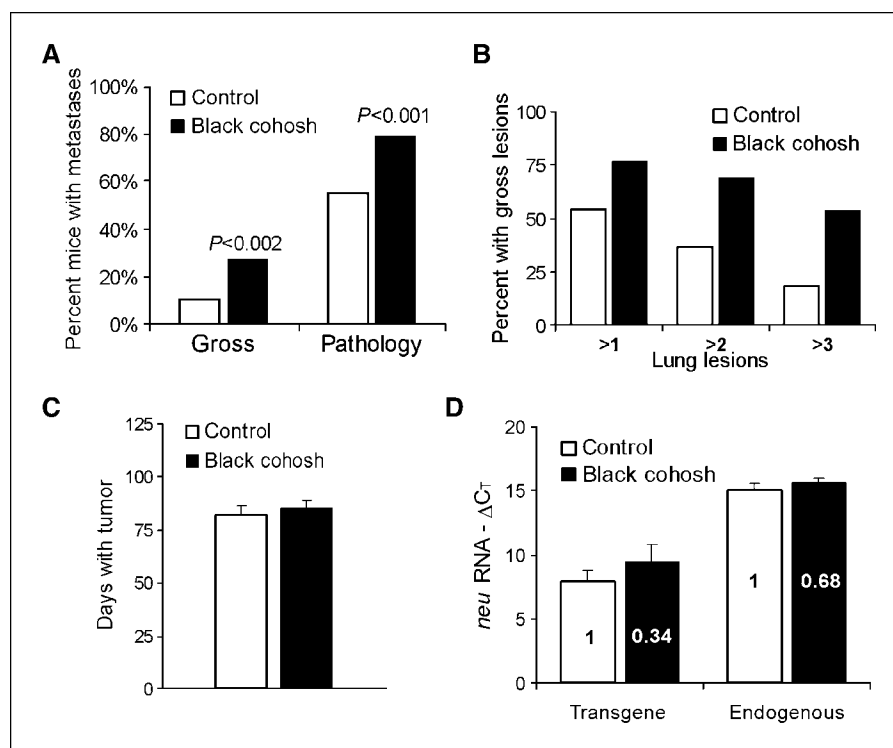 A
Percent mice with metastases
100%
80%
60%
40%
20%
0%
Control
Black cohosh
P<0.002
P<0.001
Gross
Pathology
B
Percent with gross lesions
100
75
50
25
0
Control
Black cohosh
>1
>2
>3
Lung lesions
C
Days with tumor
125
100
75
75
25
0
Control
Black cohosh
D
neu RNA - ΔCT
20
15
10
5
0
Control
Black cohosh
1
0.34
1
0.68
Transgene
Endogenous